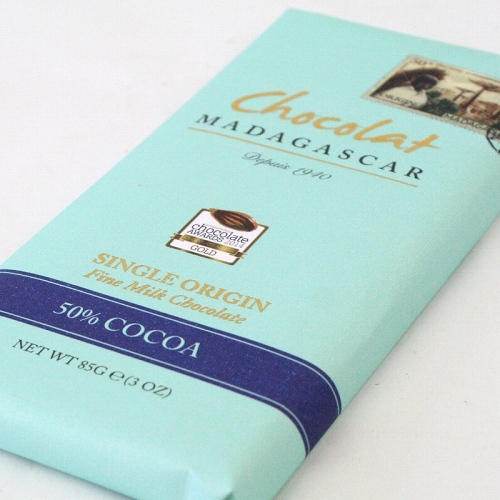 Chocolat
MADAGASCAR
Depuis 1940
chocolate
AWARDS 2014
GOLD
SINGLE ORIGIN
Fine Milk Chocolate
50% COCOA
NET WT 85G e (3 OZ)